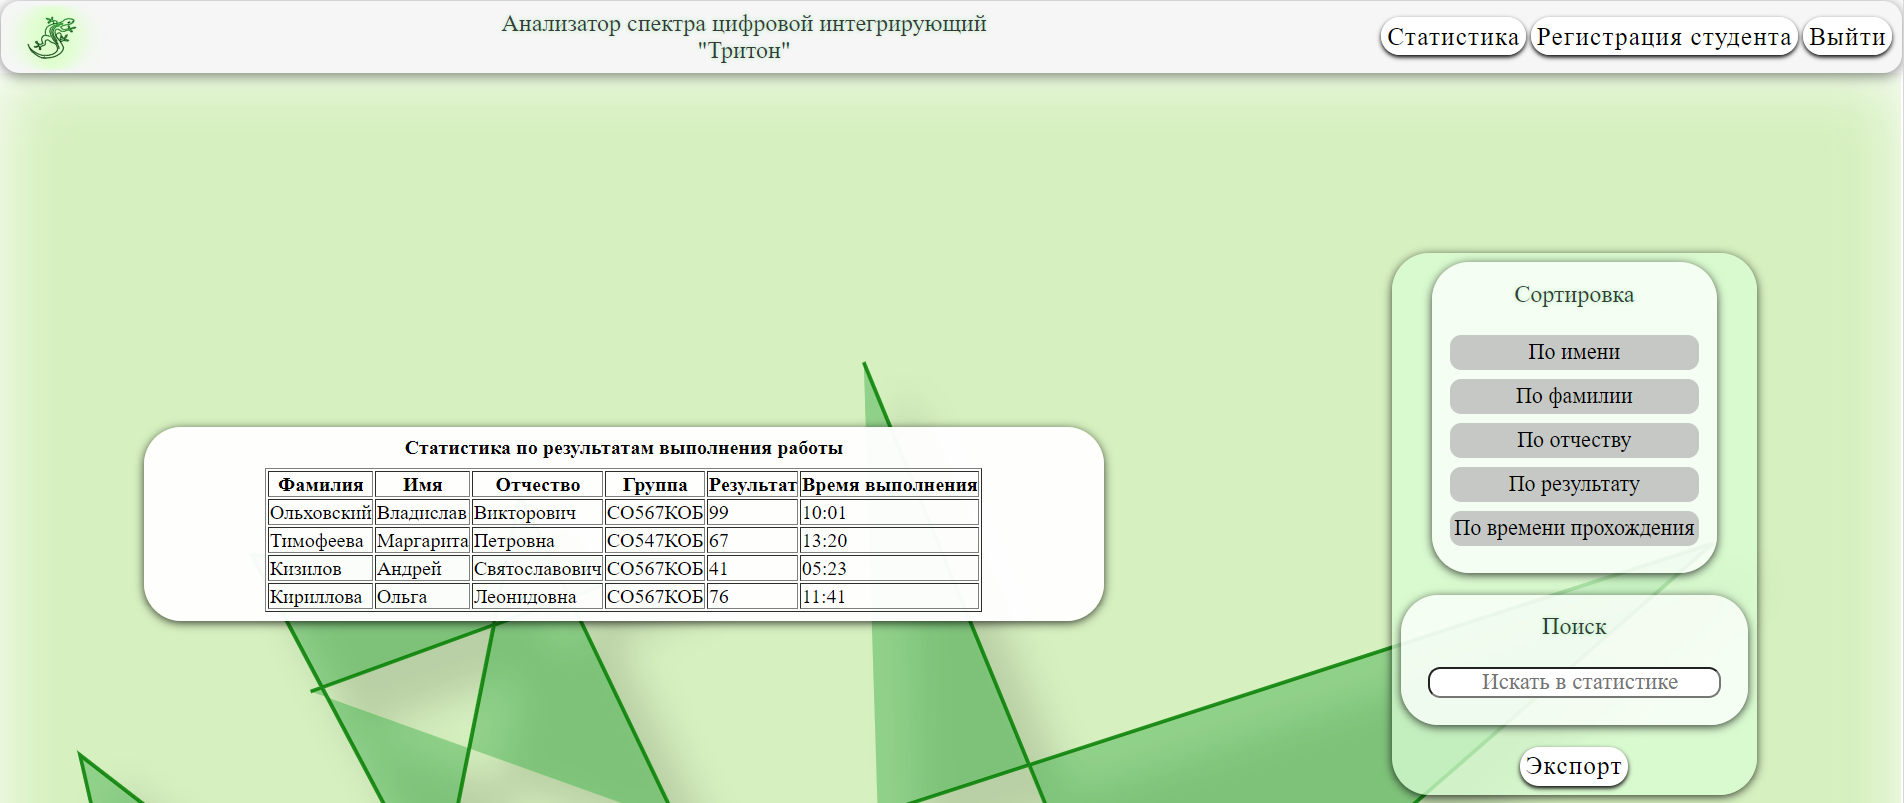 Анализатор спектра цифровой интегрирующий
"Тритон"
Статистика Регистрация студента Выйти
Статистика по результатам выполнения работы
Фамилия Имя Отчество Группа Результат Время выполнения
Ольховский Владислав Викторович СО567КОБ 99 10:01
Тимофеева Маргарита Петровна СО547КОБ 67 13:20
Кизилов Андрей Святославович СО567КОБ 41 05:23
Кириллова Ольга Леонидовна СО567КОБ 76 11:41
Сортировка
По имени
По фамилии
По отчеству
По результату
По времени прохождения
Поиск
Искать в статистике
Экспорт